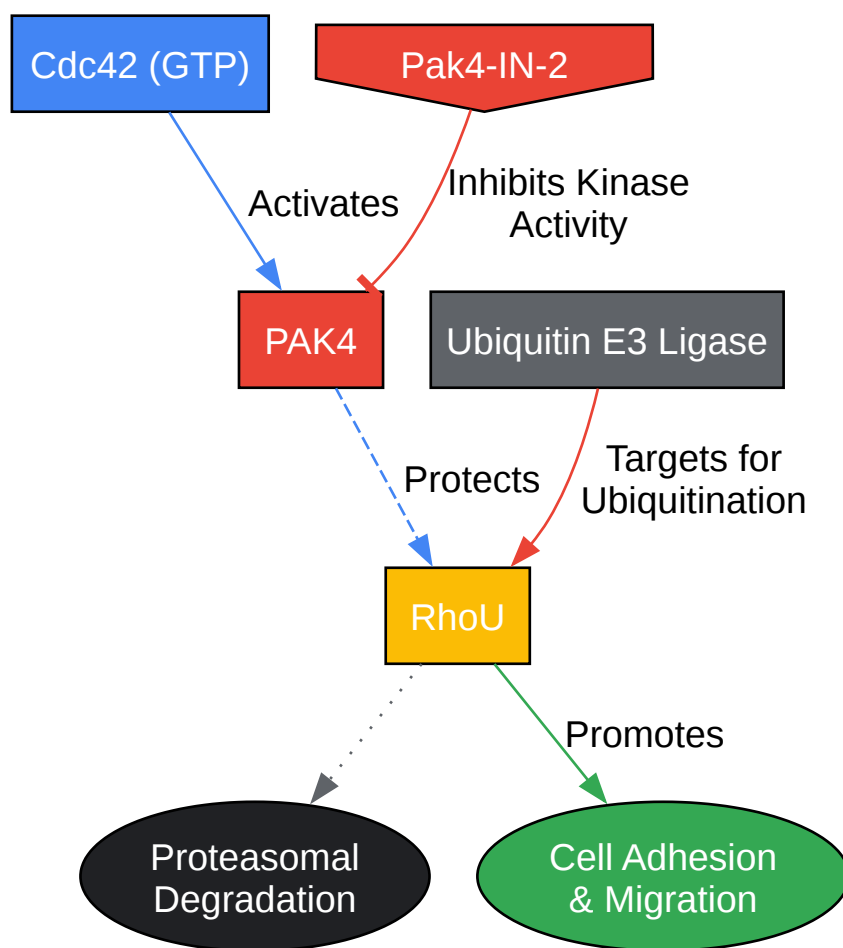 Cdc42 (GTP)
Pak4-IN-2
Activates
Inhibits Kinase
Activity
PAK4
Ubiquitin E3 Ligase
Protects
Targets for
Ubiquitination
RhoU
Promotes
Proteasomal
Degradation
Cell Adhesion
& Migration